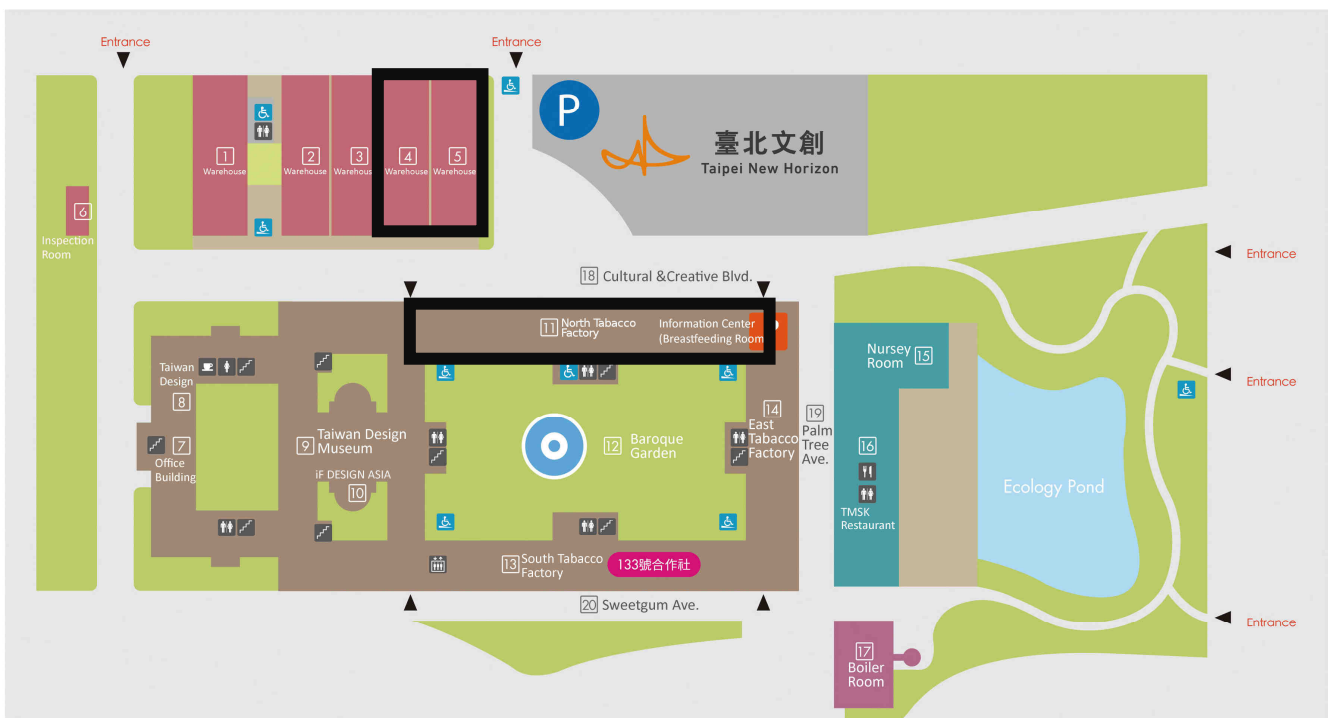 Entrance
Entrance
P
臺北文創
Taipei New Horizon
1
Warehouse
2
Warehouse
3
Warehouse
4
Warehouse
5
Warehouse
6
Inspection
Room
Entrance
18 Cultural &Creative Blvd.
11 North Tabacco
Factory
Information Center
(Breastfeeding Room
Nursey
Room 15
Taiwan
Design
8
7
Office
Building
9 Taiwan Design
Museum
iF DESIGN ASIA
10
12 Baroque
Garden
14
East
Tabacco
Factory
19
Palm
Tree
Ave.
16
TMSK
Restaurant
Ecology Pond
Entrance
13 South Tabacco
Factory
133號合作社
20 Sweetgum Ave.
Entrance
17
Boiler
Room